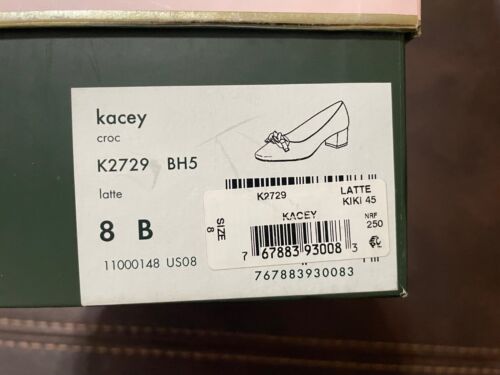 kacey
croc
K2729 BH5
latte
8 B
11000148 US08
K2729
LATTE
KIKI 45
KACEY
NRF
250
SIZE
8
7 67883 93008 3
767883930083